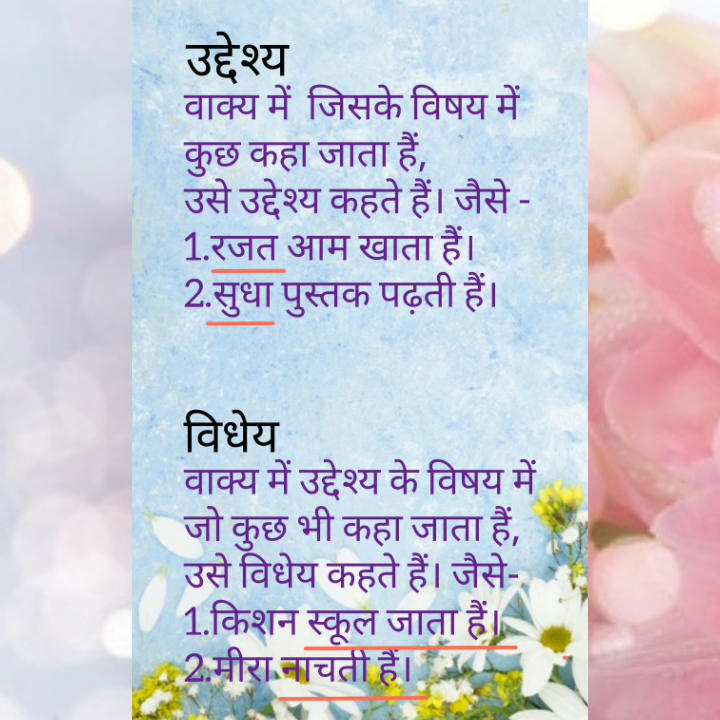 उद्देश्य
वाक्य में जिसके विषय में
कुछ कहा जाता हैं,
उसे उद्देश्य कहते हैं। जैसे -
1.रजत आम खाता हैं।
2.सुधा पुस्तक पढ़ती हैं।
विधेय
वाक्य में उद्देश्य के विषय में
जो कुछ भी कहा जाता हैं,
उसे विधेय कहते हैं। जैसे-
1.किशन स्कूल जाता हैं।
2.मीरा नाचती हैं।